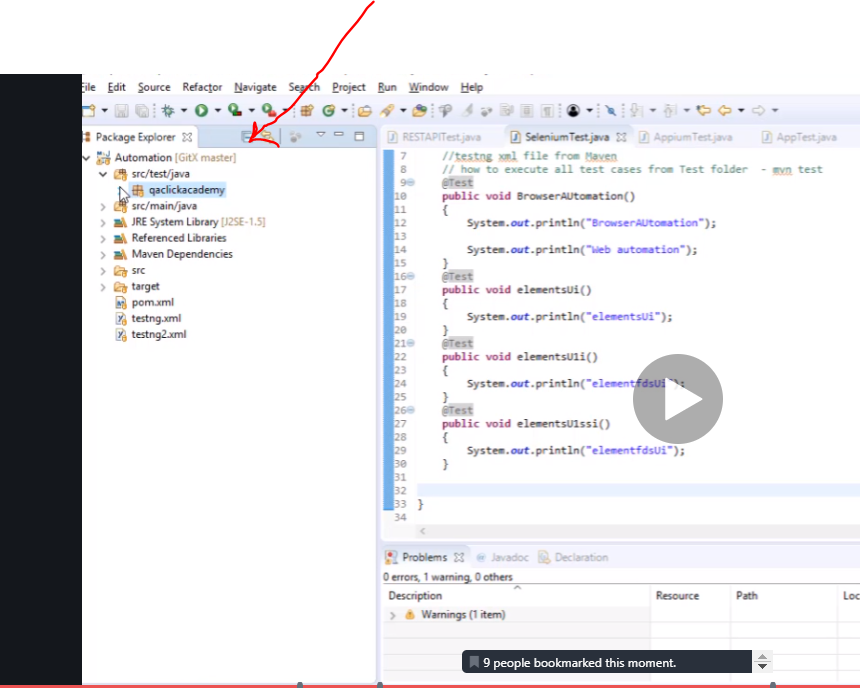 File Edit Source Refactor Navigate Search Project Run Window Help
Package Explorer
RESTAPITest.java SeleniumTest.java AppiumTest.java AppTest.java
Automation [GitX master]
src/test/java
qaclickacademy
src/main/java
JRE System Library [J2SE-1.5]
Referenced Libraries
Maven Dependencies
src
target
pom.xml
testng.xml
testng2.xml
7 //testng xml file from Maven
8 // how to execute all test cases from Test folder - mvn test
9 @Test
10 public void BrowserAUtomation()
11 {
12 System.out.println("BrowserAUtomation");
13
14 System.out.println("Web automation");
15 }
16 @Test
17 public void elementsUi()
18 {
19 System.out.println("elementsUi");
20 }
21 @Test
22 public void elementsU1i()
23 {
24 System.out.println("elementfdsUi");
25 }
26 @Test
27 public void elementsU1ssi()
28 {
29 System.out.println("elementfdsUi");
30 }
31
32
33 }
34
Problems Javadoc Declaration
0 errors, 1 warning, 0 others
Description Resource Path Loc
Warnings (1 item)
9 people bookmarked this moment.